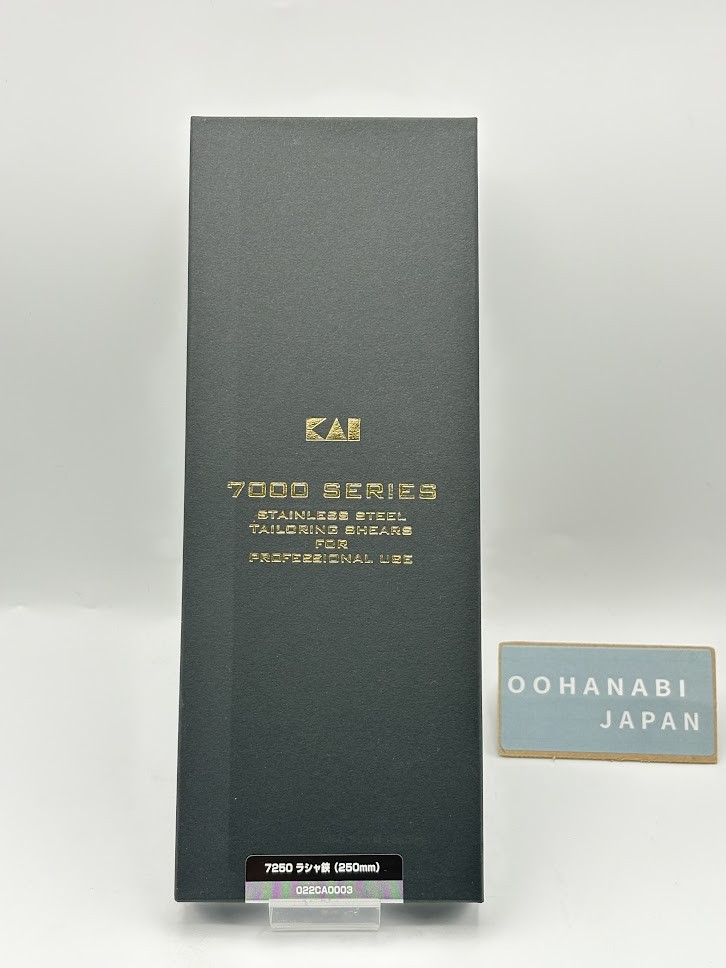 KAI
7000 SERIES
STAINLESS STEEL
TAILORING SHEARS
FOR
PROFESSIONAL USE
OOHANABI
JAPAN
7250 ラシャ鋏 (250mm)
022CA0003